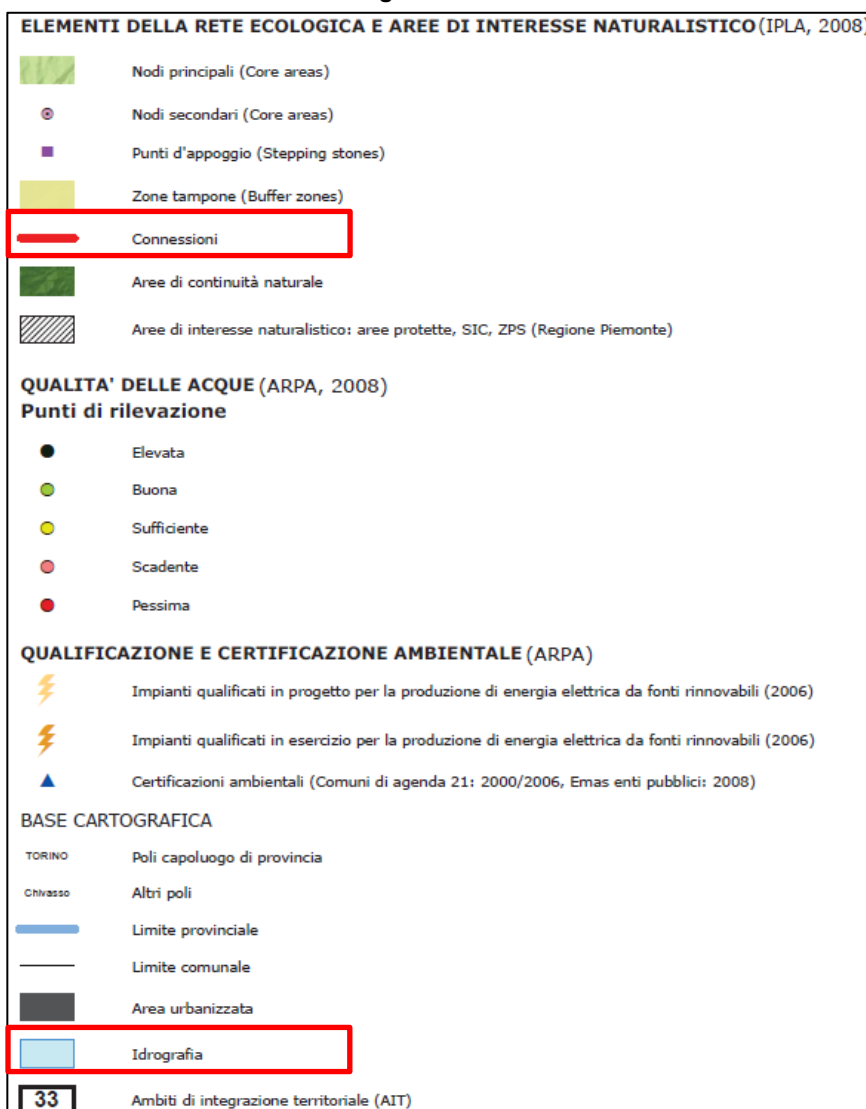 ELEMENTI DELLA RETE ECOLOGICA E AREE DI INTERESSE NATURALISTICO (IPLA, 2008)
Nodi principali (Core areas)
Nodi secondari (Core areas)
Punti d'appoggio (Stepping stones)
Zone tampone (Buffer zones)
Connessioni
Aree di continuità naturale
Aree di interesse naturalistico: aree protette, SIC, ZPS (Regione Piemonte)
QUALITA' DELLE ACQUE (ARPA, 2008)
Punti di rilevazione
Elevata
Buona
Sufficiente
Scadente
Pessima
QUALIFICAZIONE E CERTIFICAZIONE AMBIENTALE (ARPA)
Impianti qualificati in progetto per la produzione di energia elettrica da fonti rinnovabili (2006)
Impianti qualificati in esercizio per la produzione di energia elettrica da fonti rinnovabili (2006)
Certificazioni ambientali (Comuni di agenda 21: 2000/2006, Emas enti pubblici: 2008)
BASE CARTOGRAFICA
TORINO Poli capoluogo di provincia
Chivasso Altri poli
Limite provinciale
Limite comunale
Area urbanizzata
Idrografia
33 Ambiti di integrazione territoriale (AIT)